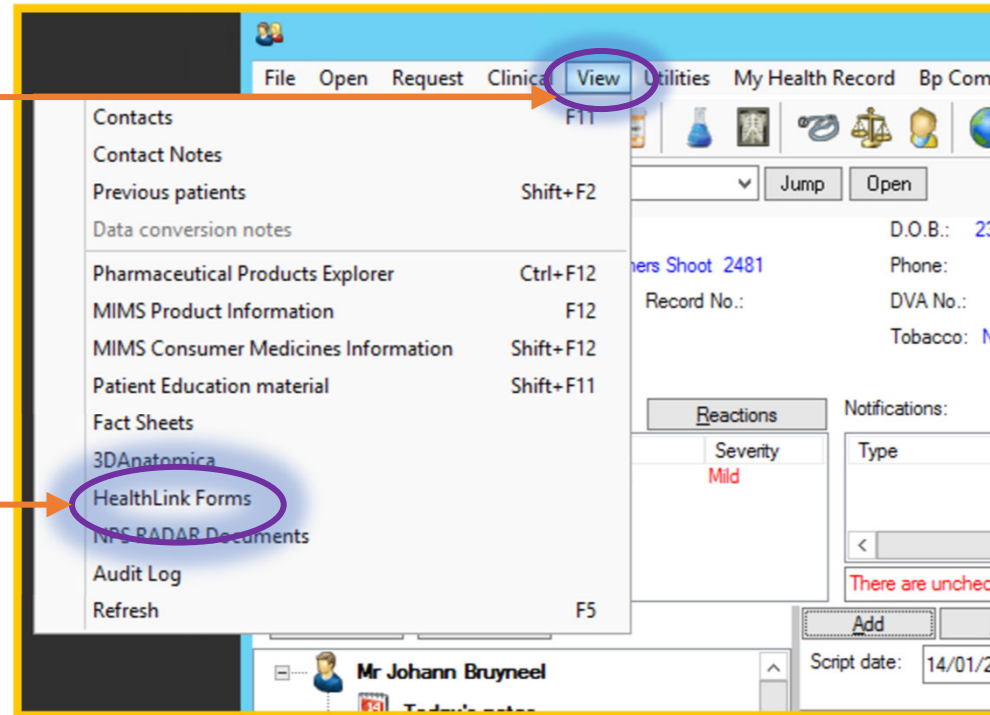 File Open Request Clinical View Utilities My Health Record
Contacts F11
Contact Notes
Previous patients Shift+F2
Data conversion notes
Pharmaceutical Products Explorer Ctrl+F12
MIMS Product Information F12
MIMS Consumer Medicines Information Shift+F12
Patient Education material Shift+F11
Fact Sheets
3DAnatomica
HealthLink Forms
NPS RADAR Documents
Audit Log
Refresh F5
Jump Open
D.O.B.:
Shoot 2481 Phone:
Record No.: DVA No.:
Tobacco:
Reactions Notifications:
Severity Type
Mild
<
There are
Add
Script date: 14/01/2
Mr Johann Bruyneel
14 Today's notes